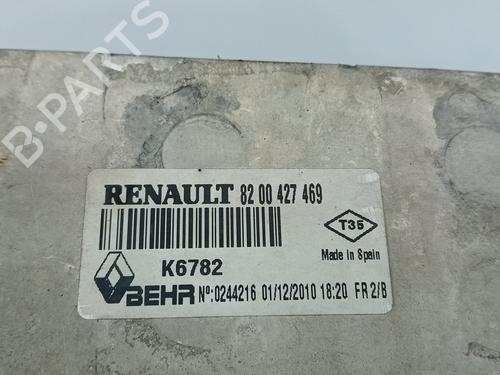 B-PARTS
RENAULT 82 00 427 469
T35
Made in Spain
K6782
BEHR Nº:0244216 01/12/2010 18:20 FR 2/B